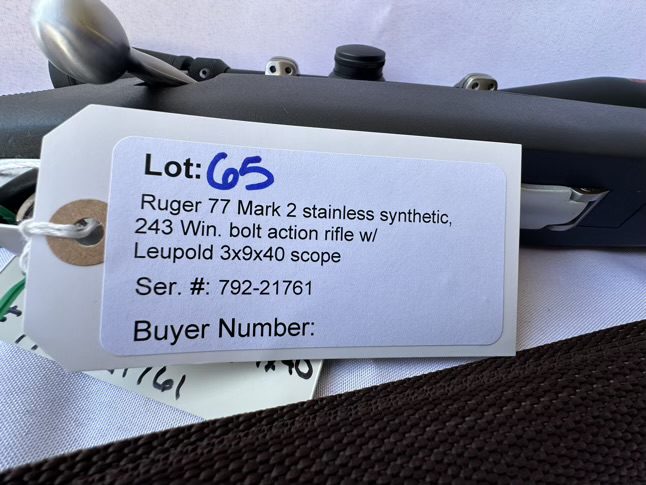 Lot: 65
Ruger 77 Mark 2 stainless synthetic,
243 Win. bolt action rifle w/
Leupold 3x9x40 scope
Ser. #: 792-21761
Buyer Number: